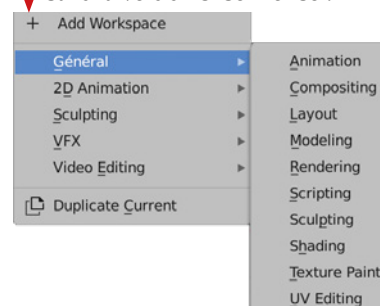 + Add Workspace
Général
2D Animation
Sculpting
VFX
Video Editing
Duplicate Current
Animation
Compositing
Layout
Modeling
Rendering
Scripting
Sculpting
Shading
Texture Paint
UV Editing